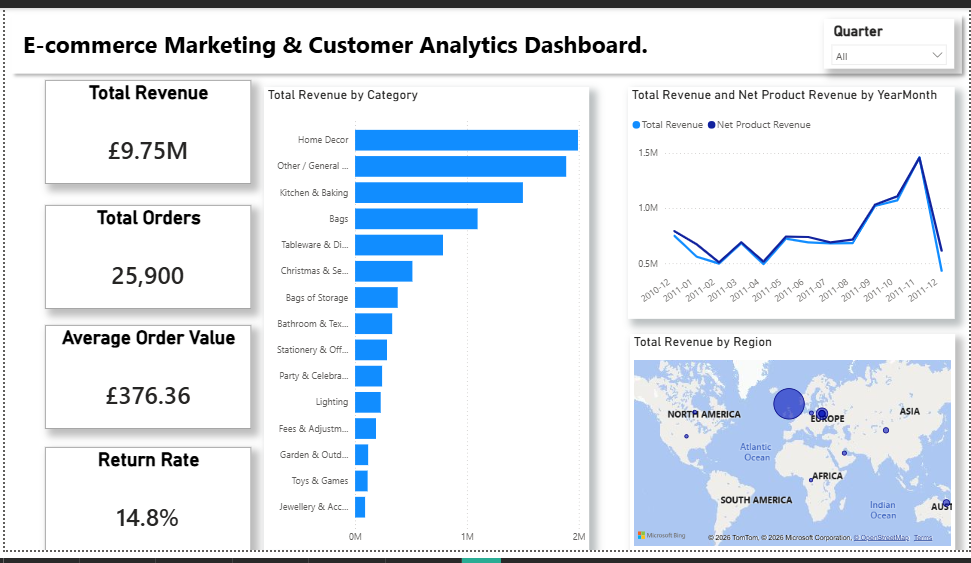 E-commerce Marketing & Customer Analytics Dashboard.
Quarter
All
Total Revenue
£9.75M
Total Orders
25,900
Average Order Value
£376.36
Return Rate
14.8%
Total Revenue by Category
Home Decor
Other / General ...
Kitchen & Baking
Bags
Tableware & Di...
Christmas & Se...
Bags of Storage
Bathroom & Tex...
Stationery & Off...
Party & Celebra...
Lighting
Fees & Adjustm...
Garden & Outd...
Toys & Games
Jewellery & Acc...
0M 1M 2M
Total Revenue and Net Product Revenue by YearMonth
Total Revenue Net Product Revenue
1.5M
1.0M
0.5M
2010-12 2011-01 2011-02 2011-03 2011-04 2011-05 2011-06 2011-07 2011-08 2011-09 2011-10 2011-11 2011-12
Total Revenue by Region
NORTH AMERICA
EUROPE
ASIA
Atlantic
Ocean
AFRICA
SOUTH AMERICA
Indian
Ocean
AUST
Microsoft Bing
© 2026 TomTom, © 2026 Microsoft Corporation, © OpenStreetMap Terms